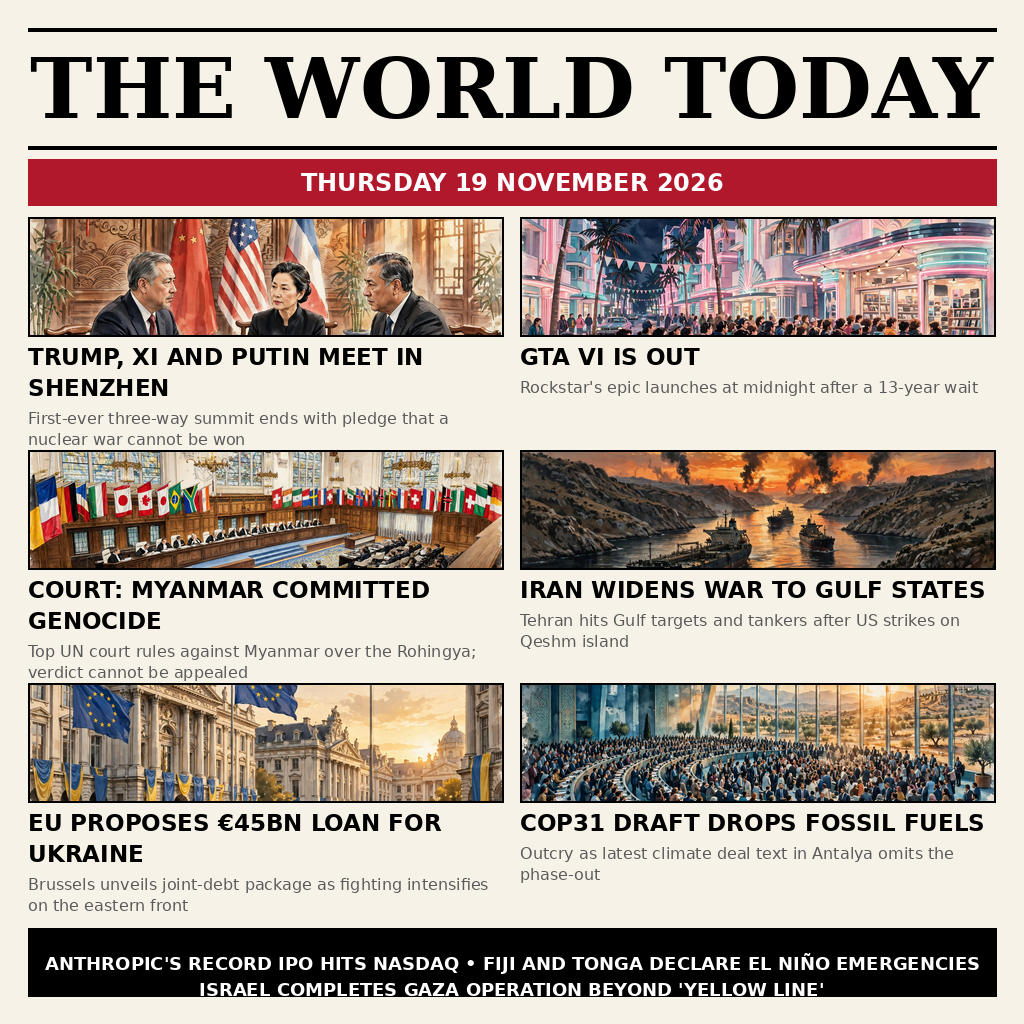 THE WORLD TODAY
THURSDAY 19 NOVEMBER 2026
TRUMP, XI AND PUTIN MEET IN
SHENZHEN
First-ever three-way summit ends with pledge that a
nuclear war cannot be won
GTA VI IS OUT
Rockstar's epic launches at midnight after a 13-year wait
COURT: MYANMAR COMMITTED
GENOCIDE
Top UN court rules against Myanmar over the Rohingya;
verdict cannot be appealed
IRAN WIDENS WAR TO GULF STATES
Tehran hits Gulf targets and tankers after US strikes on
Qeshm island
EU PROPOSES €45BN LOAN FOR
UKRAINE
Brussels unveils joint-debt package as fighting intensifies
on the eastern front
COP31 DRAFT DROPS FOSSIL FUELS
Outcry as latest climate deal text in Antalya omits the
phase-out
ANTHROPIC'S RECORD IPO HITS NASDAQ • FIJI AND TONGA DECLARE EL NIÑO EMERGENCIES
ISRAEL COMPLETES GAZA OPERATION BEYOND 'YELLOW LINE'